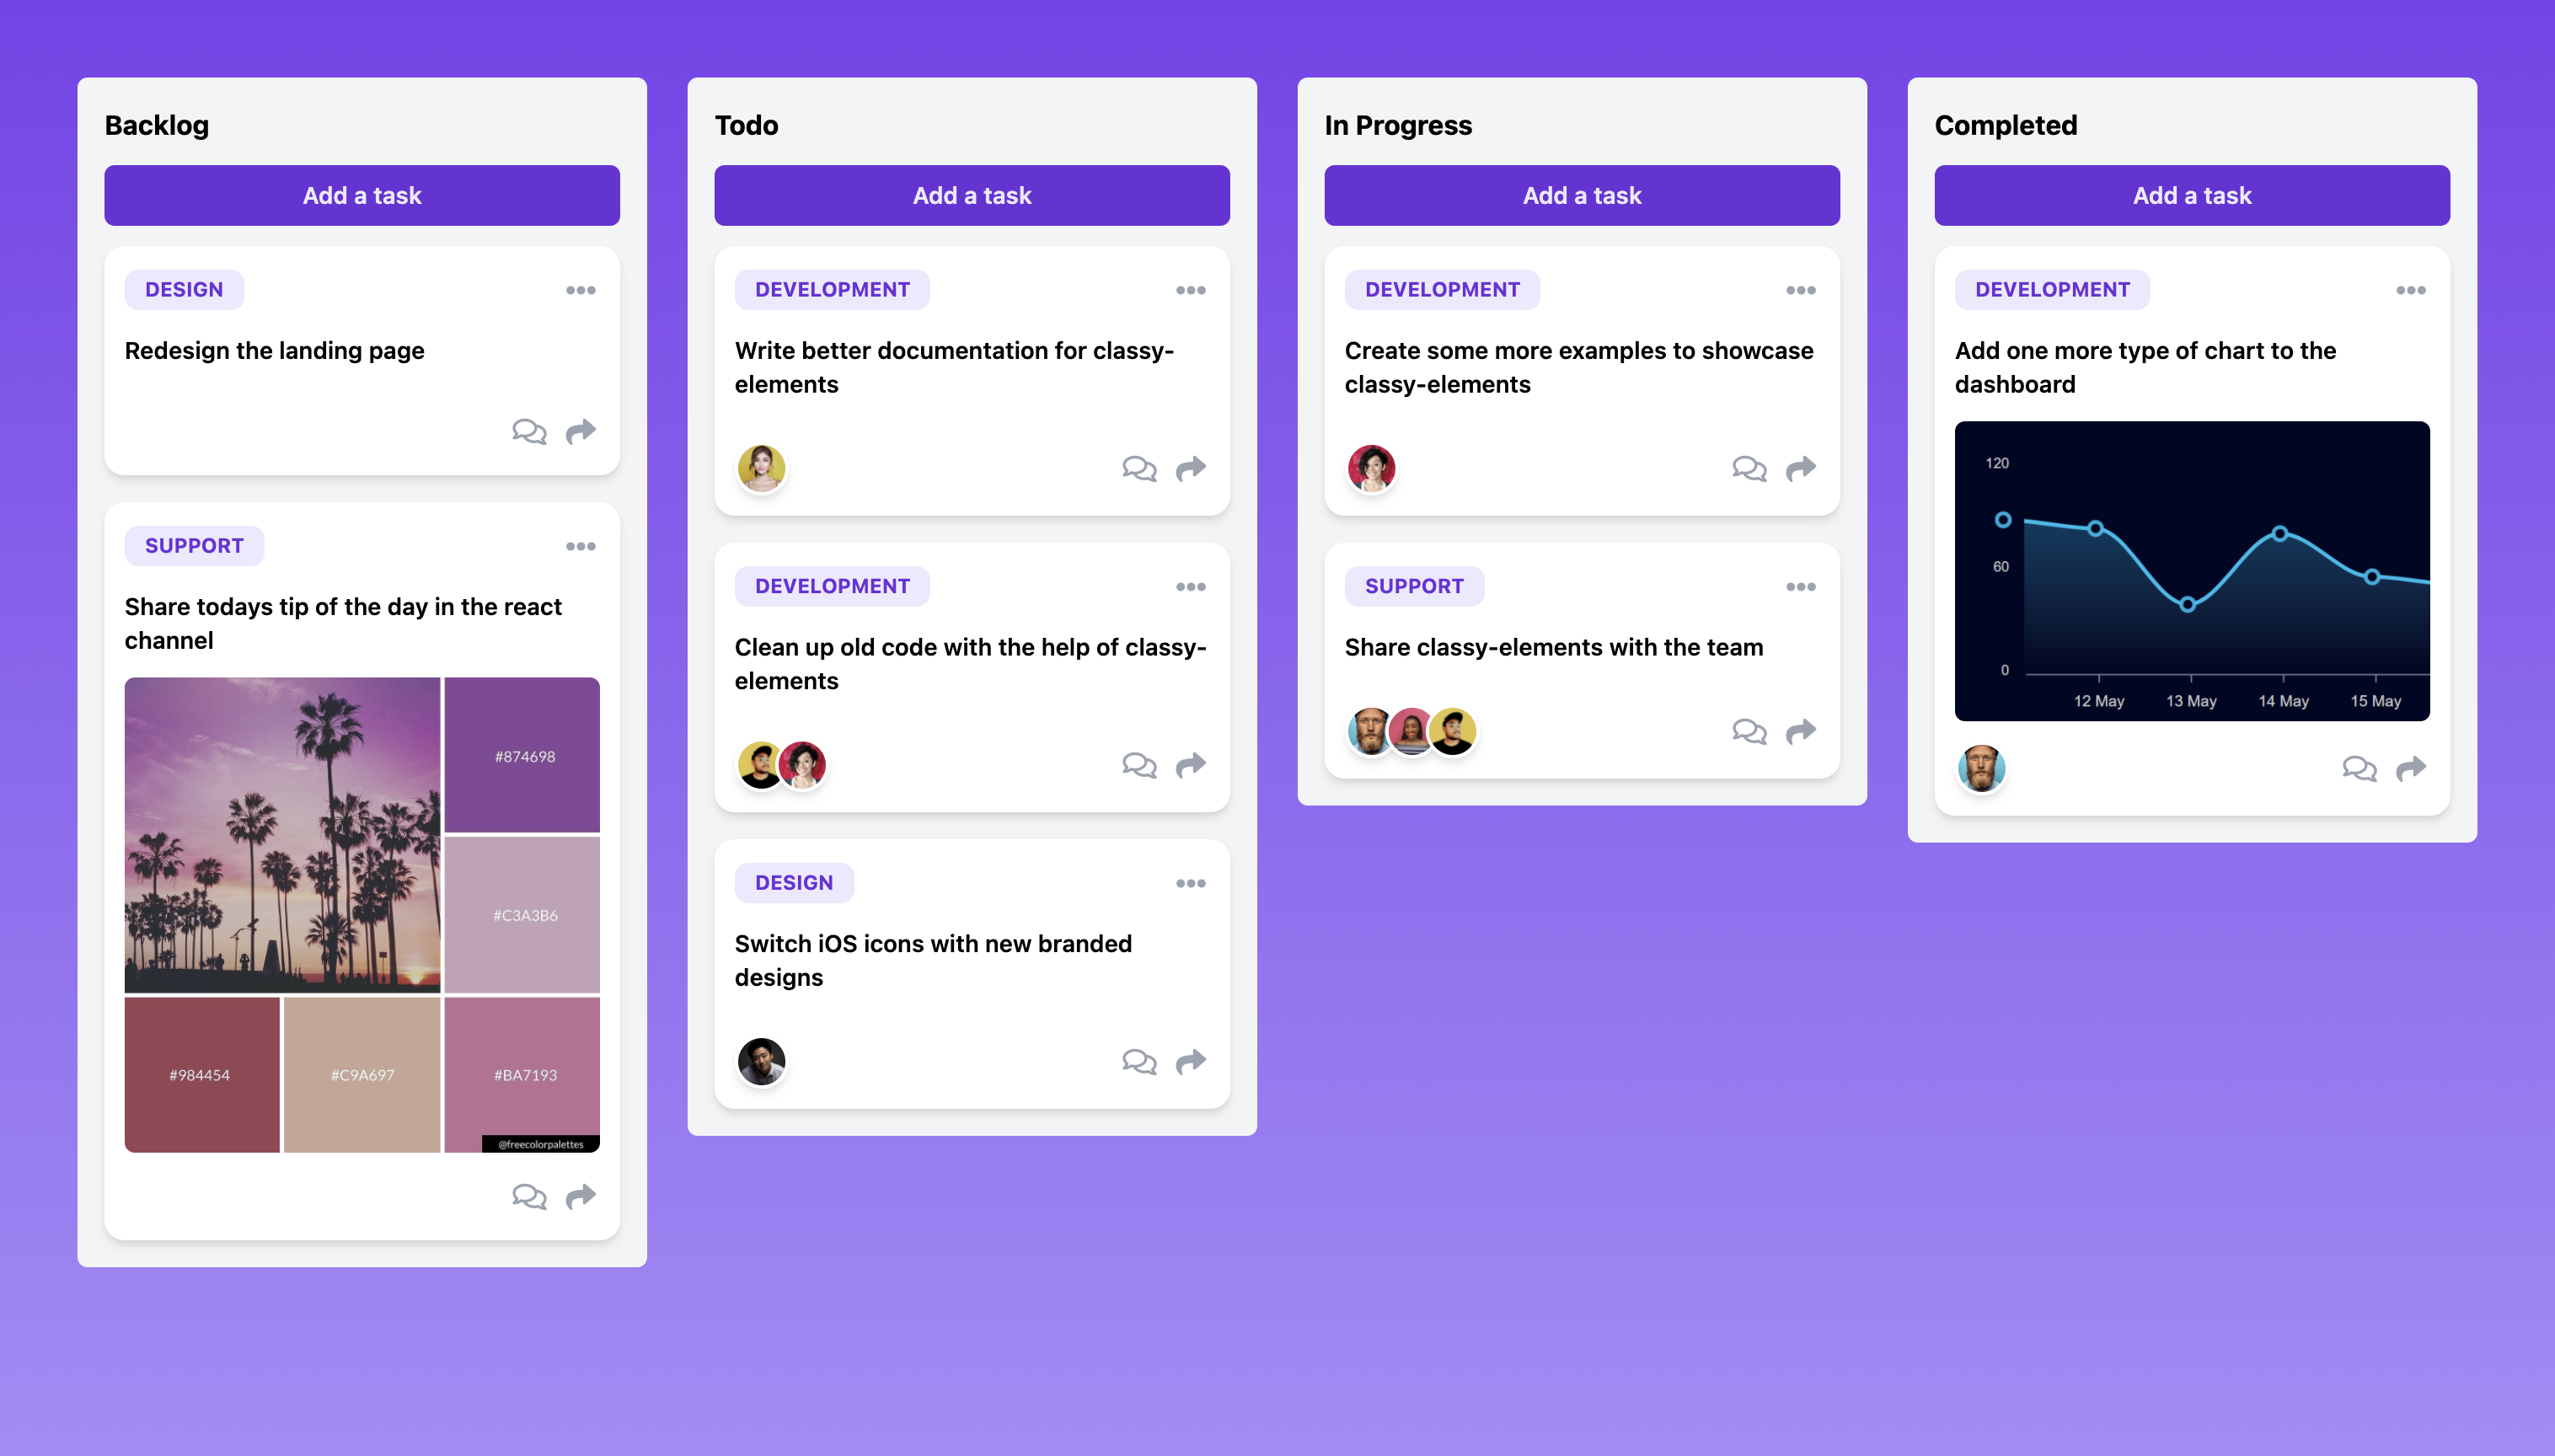 Backlog
Add a task
DESIGN
Redesign the landing page
SUPPORT
Share todays tip of the day in the react
channel
#874698
#C3A3B6
#984454
#C9A697
#BA7193
@freecolorpalettes
Todo
Add a task
DEVELOPMENT
Write better documentation for classy-
elements
DEVELOPMENT
Clean up old code with the help of classy-
elements
DESIGN
Switch iOS icons with new branded
designs
In Progress
Add a task
DEVELOPMENT
Create some more examples to showcase
classy-elements
SUPPORT
Share classy-elements with the team
Completed
Add a task
DEVELOPMENT
Add one more type of chart to the
dashboard
120
60
0
12 May
13 May
14 May
15 May